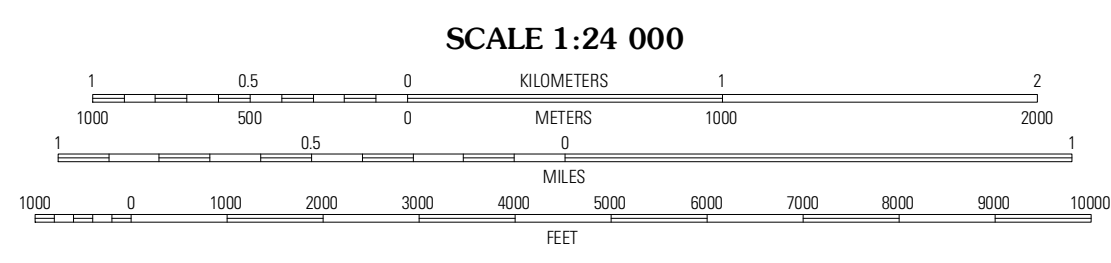 SCALE 1:24 000
1 0.5 0 KILOMETERS 1 2
1000 500 0 METERS 1000 2000
1 0.5 0 1
MILES
1000 0 1000 2000 3000 4000 5000 6000 7000 8000 9000 10000
FEET